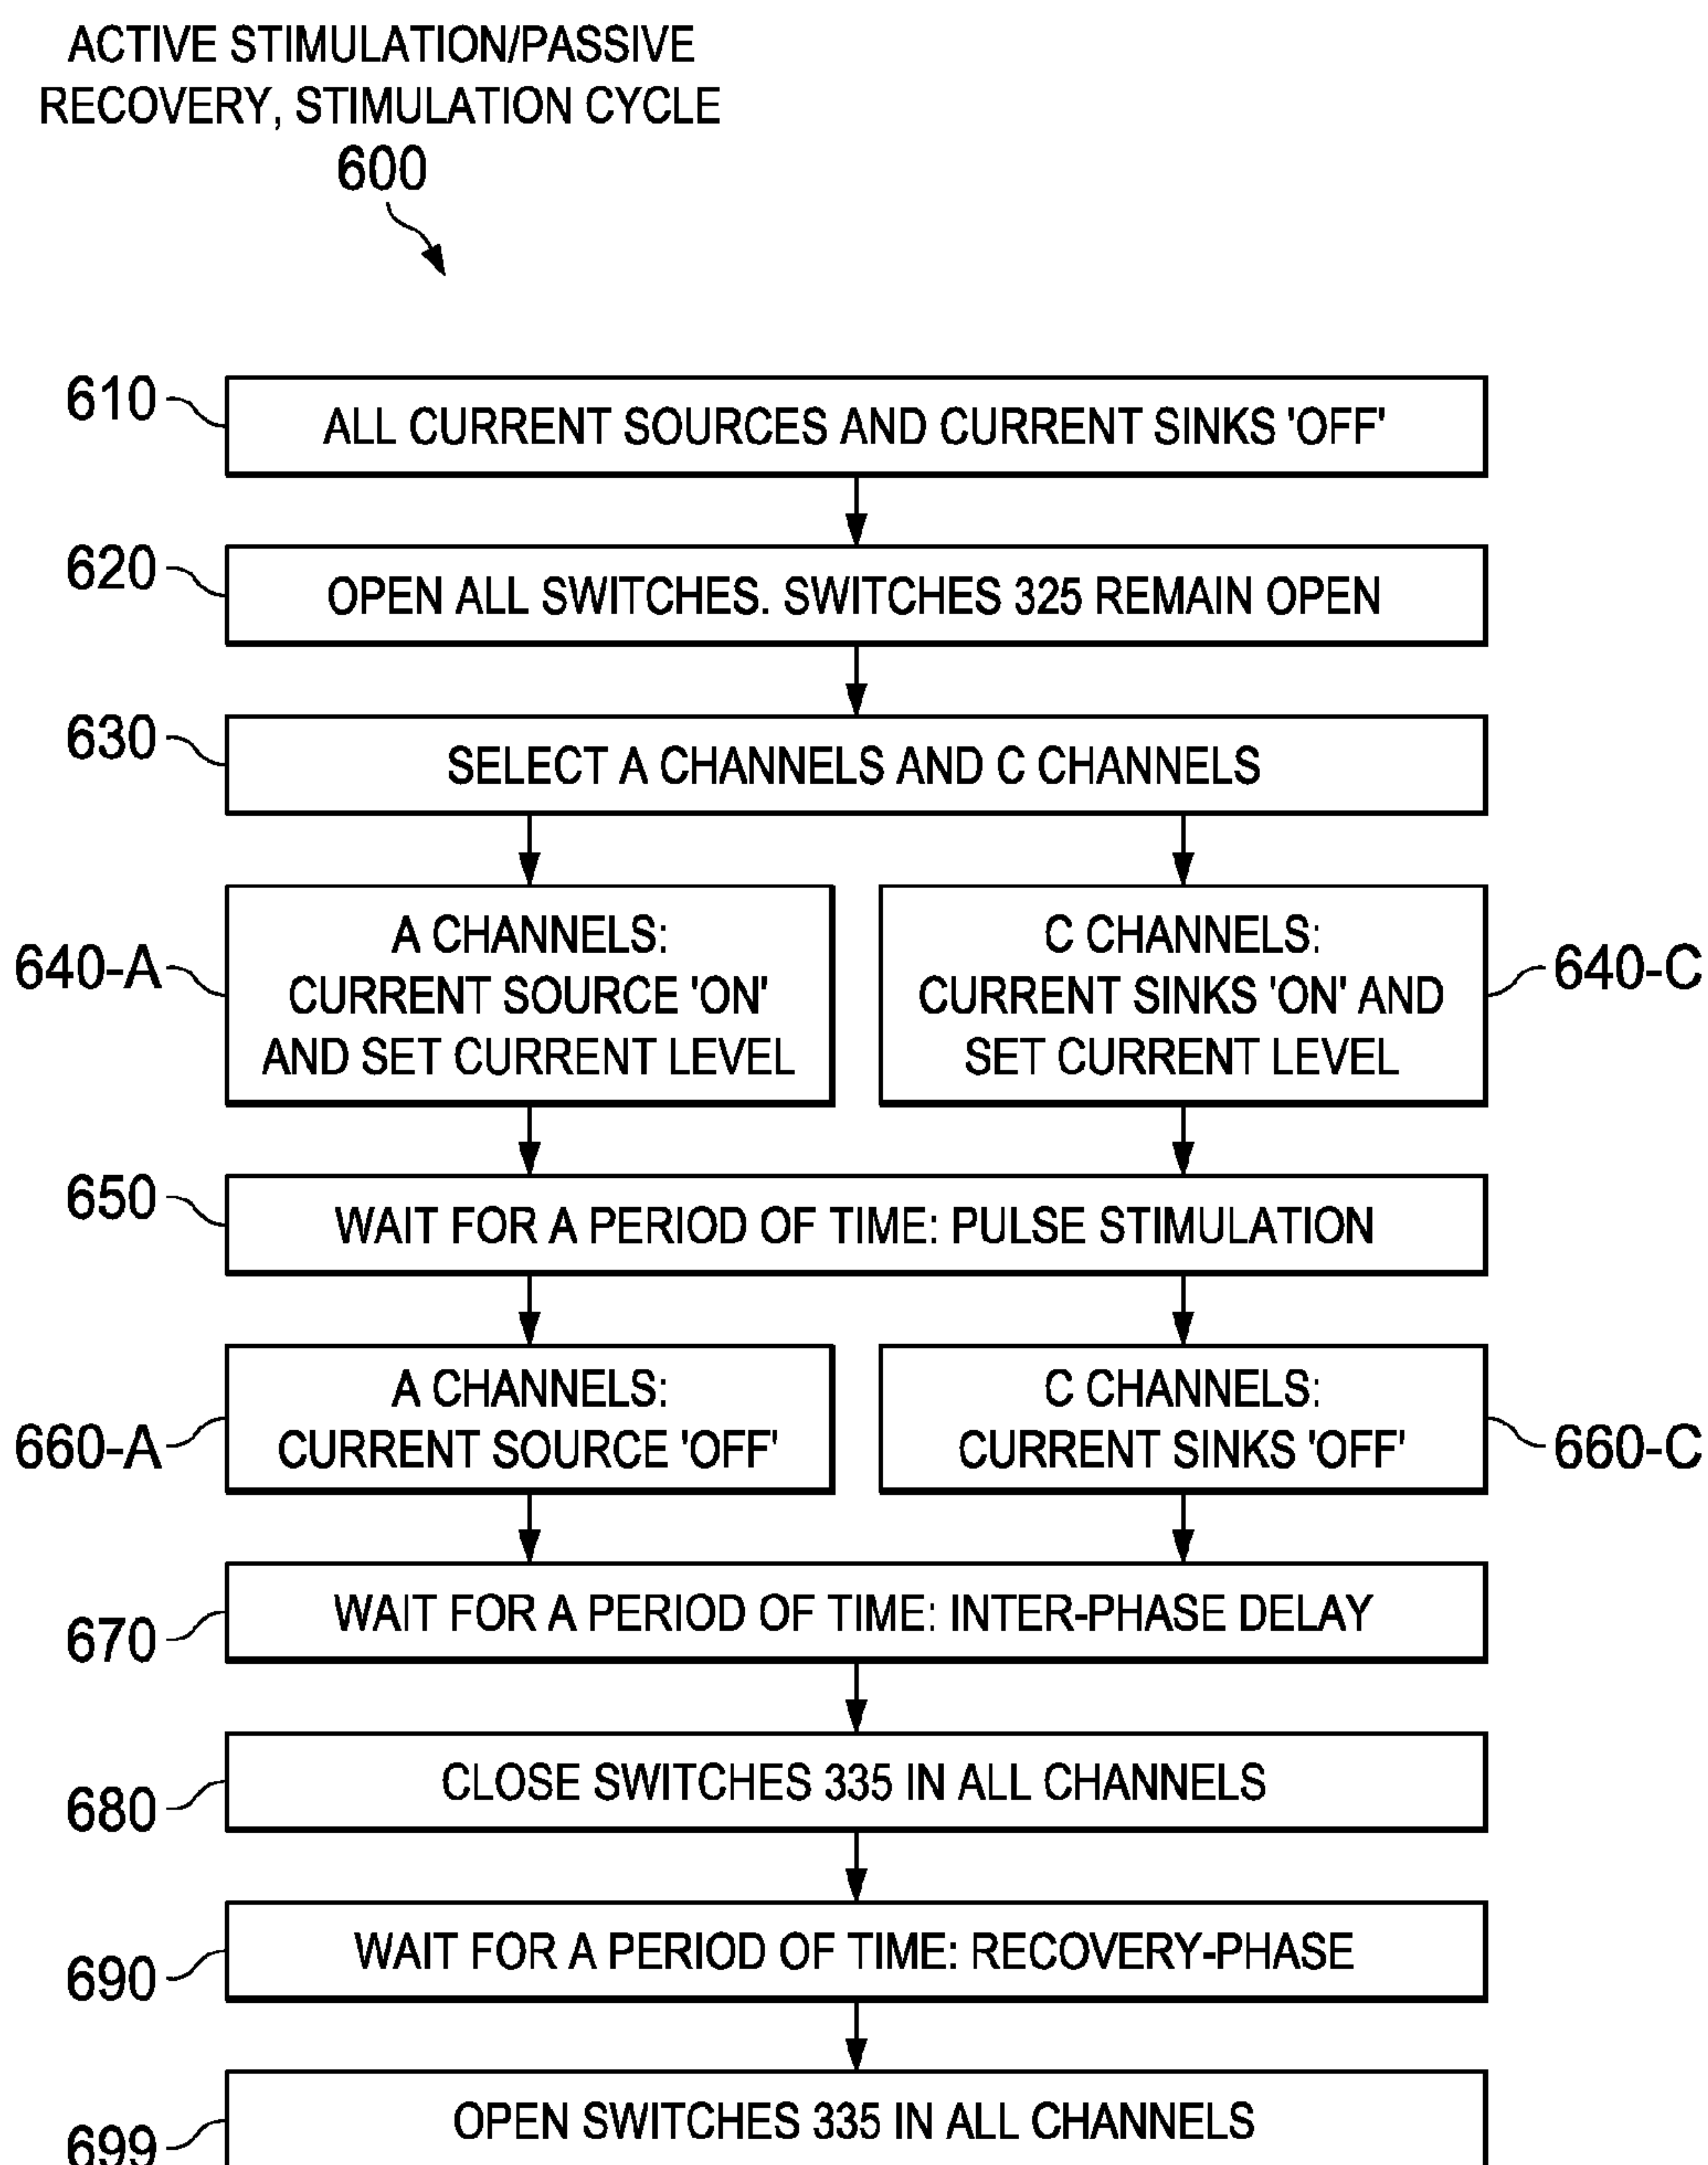 ACTIVE STIMULATION/PASSIVE
RECOVERY, STIMULATION CYCLE
600
610
ALL CURRENT SOURCES AND CURRENT SINKS 'OFF'
620
OPEN ALL SWITCHES. SWITCHES 325 REMAIN OPEN
630
SELECT A CHANNELS AND C CHANNELS
640-A
A CHANNELS:
CURRENT SOURCE 'ON'
AND SET CURRENT LEVEL
C CHANNELS:
CURRENT SINKS 'ON' AND
SET CURRENT LEVEL
640-C
650
WAIT FOR A PERIOD OF TIME: PULSE STIMULATION
660-A
A CHANNELS:
CURRENT SOURCE 'OFF'
C CHANNELS:
CURRENT SINKS 'OFF'
660-C
670
WAIT FOR A PERIOD OF TIME: INTER-PHASE DELAY
680
CLOSE SWITCHES 335 IN ALL CHANNELS
690
WAIT FOR A PERIOD OF TIME: RECOVERY-PHASE
699
OPEN SWITCHES 335 IN ALL CHANNELS